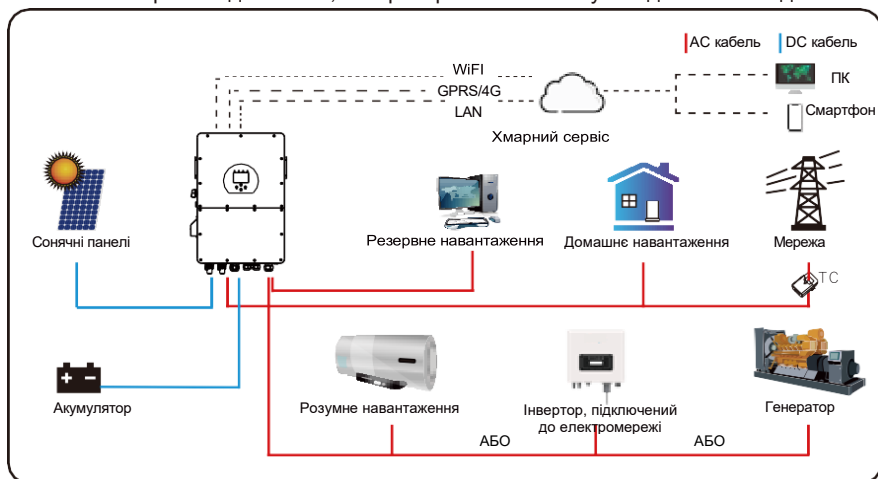 AC кабель
DC кабель
WiFI
GPRS/4G
LAN
Хмарний сервіс
ПК
Смартфон
Сонячні панелі
Резервне навантаження
Домашнє навантаження
Мережа
ТС
Акумулятор
Розумне навантаження
Інвертор, підключений
до електромережі
Генератор
АБО
АБО